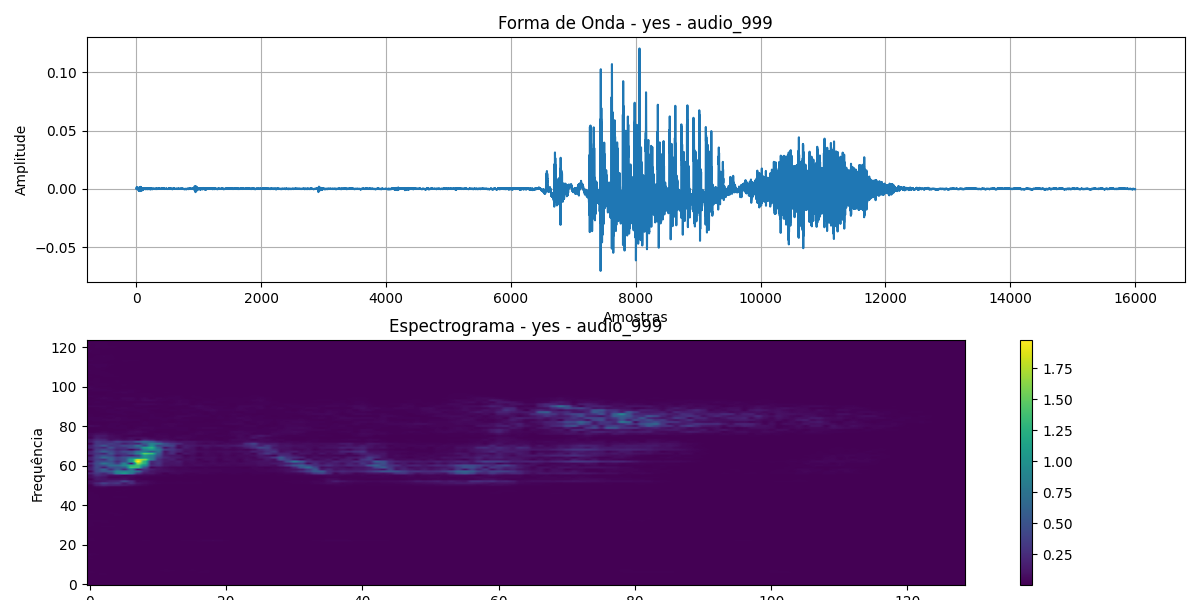 Forma de Onda - yes - audio_999
Amplitude
0.10
0.05
0.00
−0.05
0 2000 4000 6000 8000 10000 12000 14000 16000
Amostras
Espectrograma - yes - audio_999
Frequência
120
100
80
60
40
20
0
0 20 40 60 80 100 120
1.75
1.50
1.25
1.00
0.75
0.50
0.25